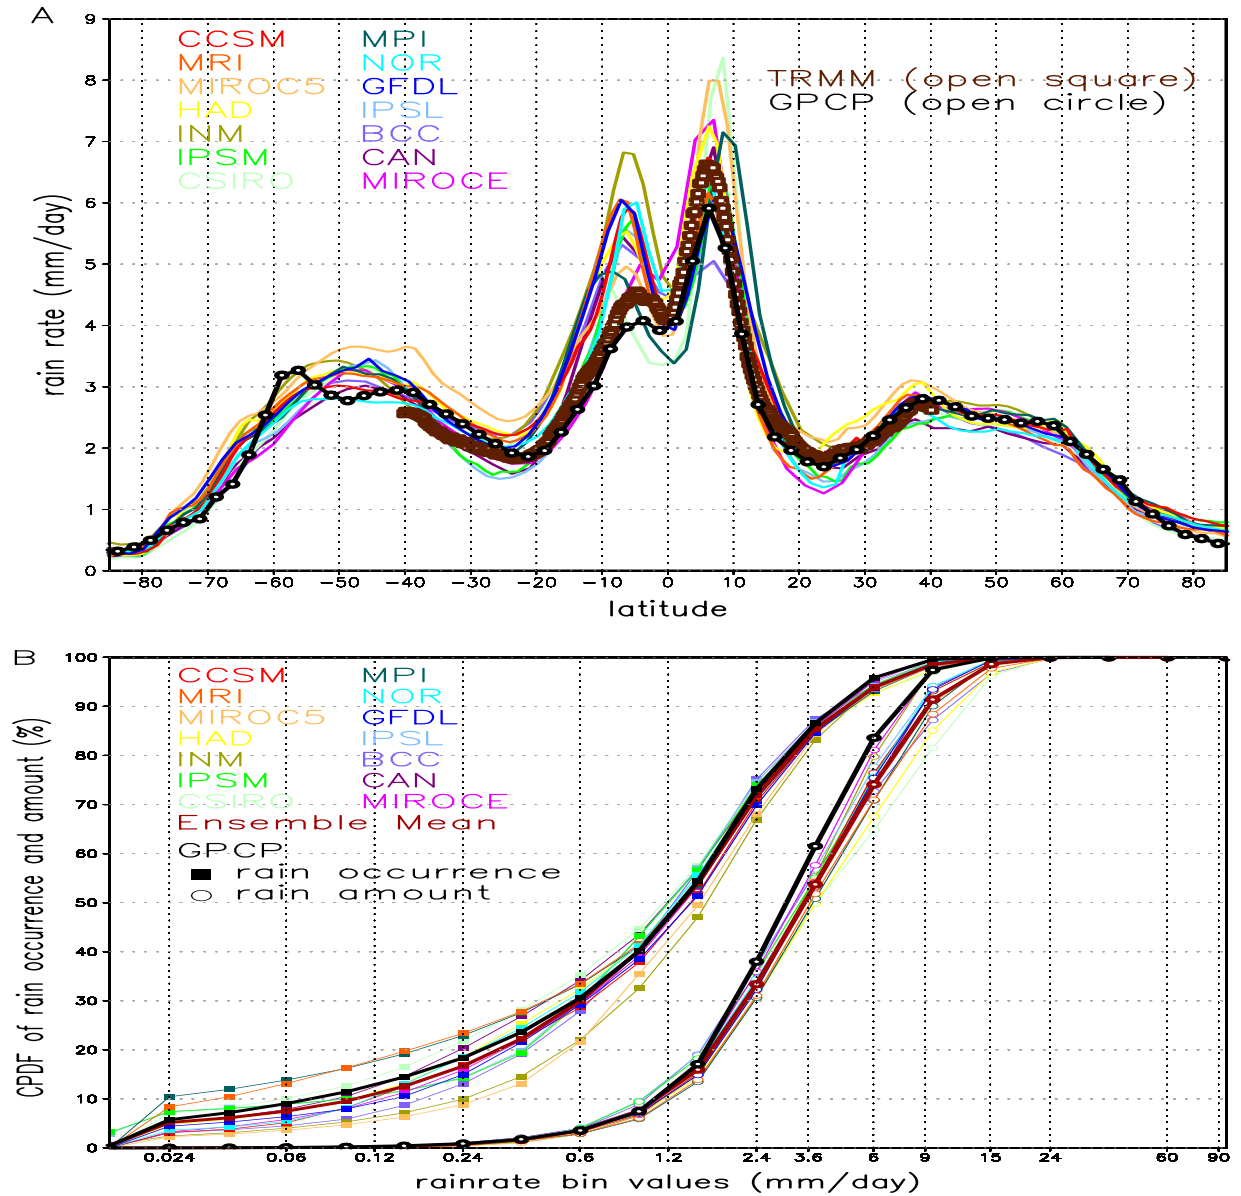 A
9
8
7
6
5
4
3
2
1
0
rain rate (mm/day)
CCSM MPI
MRI NOR
MIROC5 GFDL
HAD IPSL
INM BCC
IPSM CAN
CSIRO MIROCE
TRMM (open square)
GPCP (open circle)
−80 −70 −60 −50 −40 −30 −20 −10 0 10 20 30 40 50 60 70 80
latitude
B
100
90
80
70
60
50
40
30
20
10
0
CPDF of rain occurrence and amount (%)
CCSM MPI
MRI NOR
MIROC5 GFDL
HAD IPSL
INM BCC
IPSM CAN
CSIRO MIROCE
Ensemble Mean
GPCP
rain occurrence
rain amount
0.024 0.06 0.12 0.24 0.6 1.2 2.4 3.6 6 9 15 24 60 90
rainrate bin values (mm/day)